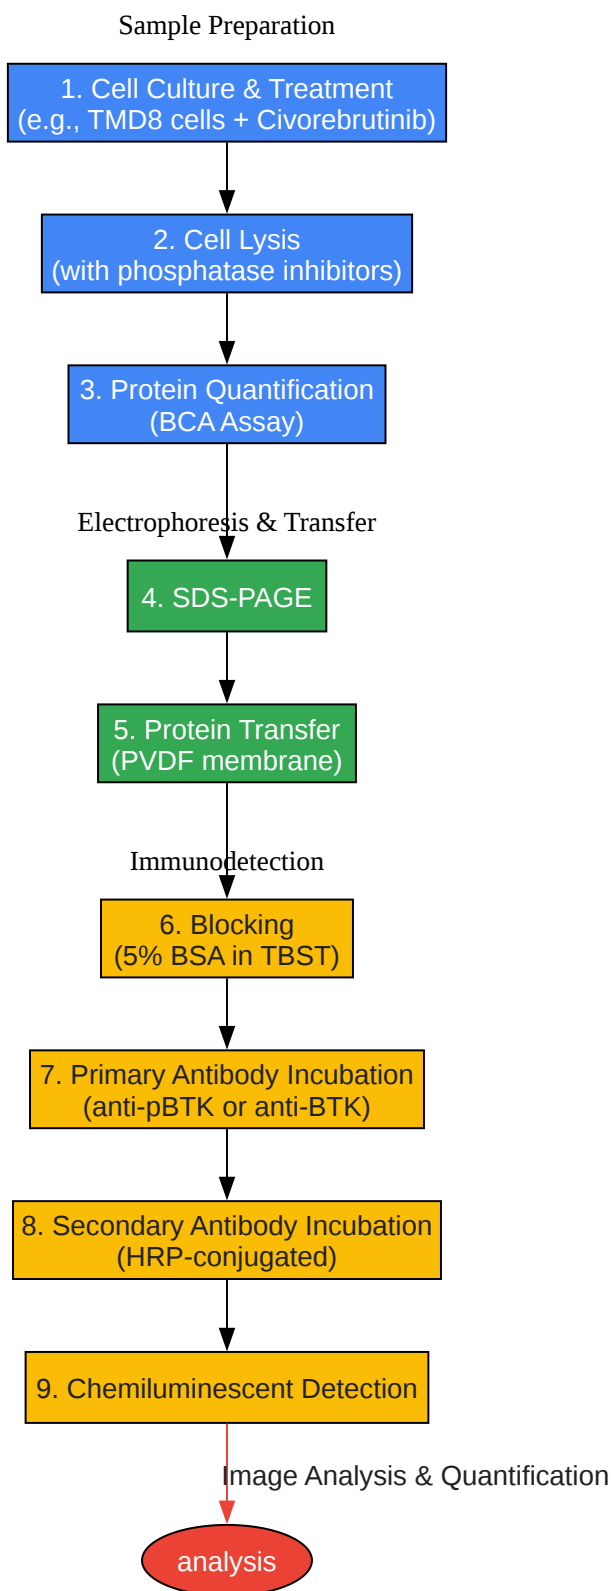 Sample Preparation
1. Cell Culture & Treatment
(e.g., TMD8 cells + Civorebrutinib)
2. Cell Lysis
(with phosphatase inhibitors)
3. Protein Quantification
(BCA Assay)
Electrophoresis & Transfer
4. SDS-PAGE
5. Protein Transfer
(PVDF membrane)
Immunodetection
6. Blocking
(5% BSA in TBST)
7. Primary Antibody Incubation
(anti-pBTK or anti-BTK)
8. Secondary Antibody Incubation
(HRP-conjugated)
9. Chemiluminescent Detection
Image Analysis & Quantification
analysis